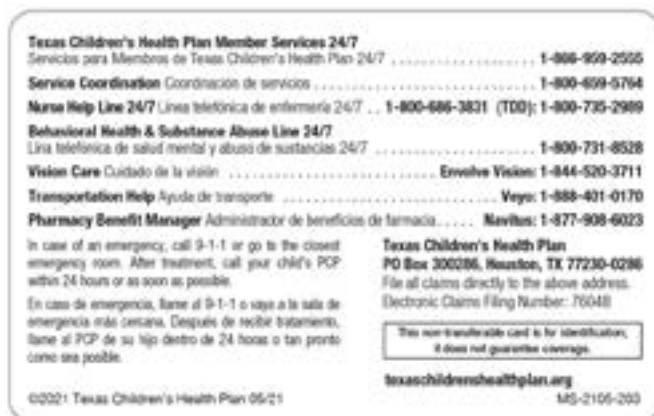 Texas Children's Health Plan Member Services 24/7
Servicios para Miembros de Texas Children's Health Plan 24/7 .................. 1-866-959-2555
Service Coordination Coordinación de servicios .................. 1-800-659-5764
Nurse Help Line 24/7 Línea telefónica de enfermería 24/7 .. 1-800-686-3831 (TDD): 1-800-735-2989
Behavioral Health & Substance Abuse Line 24/7
Lína telefónica de salud mental y abuso de sustancias 24/7 .................. 1-800-731-8528
Vision Care Cuidado de la visión .................. Envolve Vision: 1-844-520-3711
Transportation Help Ayuda de transporte .................. Veyo: 1-888-401-0170
Pharmacy Benefit Manager Administrador de beneficios de farmacia ..... Navitus: 1-877-908-6023
In case of an emergency, call 9-1-1 or go to the closest
emergency room. After treatment, call your child's PCP
within 24 hours or as soon as possible.
En caso de emergencia, llame al 9-1-1 o vaya a la sala de
emergencia más cercana. Después de recibir tratamiento,
llame al PCP de su hijo dentro de 24 horas o tan pronto
como sea posible.
Texas Children's Health Plan
PO Box 300286, Houston, TX 77230-0286
File all claims directly to the above address.
Electronic Claims Filing Number: 76048
This non-transferable card is for identification,
it does not guarantee coverage.
texaschildrenshealthplan.org
©2021 Texas Children's Health Plan 05/21
MS-2105-203